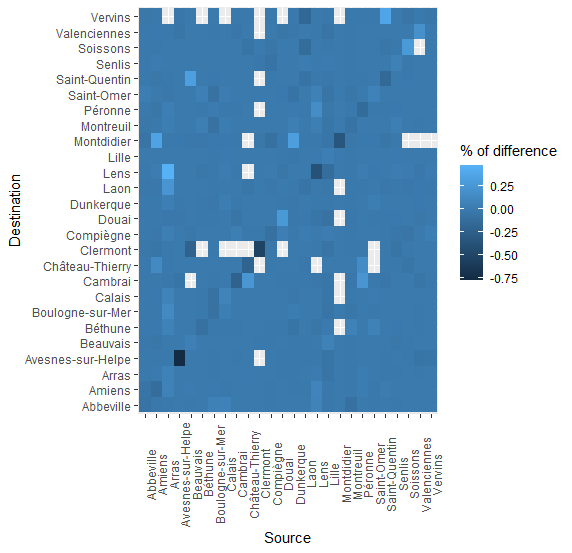 Vervins
Valenciennes
Soissons
Senlis
Saint-Quentin
Saint-Omer
Péronne
Montreuil
Montdidier
Lille
Lens
Laon
Dunkerque
Douai
Compiègne
Clermont
Château-Thierry
Cambrai
Calais
Boulogne-sur-Mer
Béthune
Beauvais
Avesnes-sur-Helpe
Arras
Amiens
Abbeville
Destination
Abbeville
Amiens
Arras
Avesnes-sur-Helpe
Beauvais
Béthune
Boulogne-sur-Mer
Calais
Cambrai
Château-Thierry
Clermont
Compiègne
Douai
Dunkerque
Laon
Lens
Lille
Montdidier
Montreuil
Péronne
Saint-Omer
Saint-Quentin
Senlis
Soissons
Valenciennes
Vervins
Source
% of difference
0.25
0.00
-0.25
-0.50
-0.75